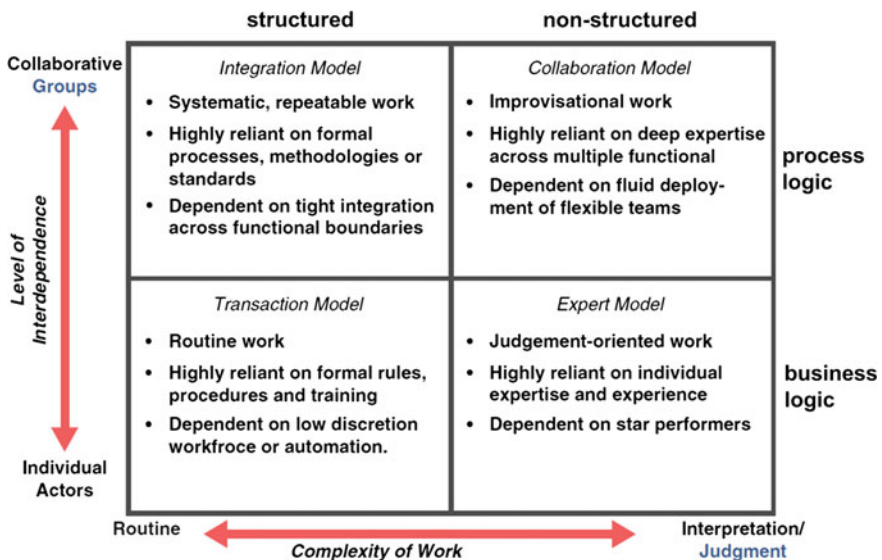 structured
non-structured
Collaborative
Groups
Level of
Interdependence
Individual
Actors
Integration Model
• Systematic, repeatable work
• Highly reliant on formal
processes, methodologies or
standards
• Dependent on tight integration
across functional boundaries
Collaboration Model
• Improvisational work
• Highly reliant on deep expertise
across multiple functional
• Dependent on fluid deploy-
ment of flexible teams
process
logic
Transaction Model
• Routine work
• Highly reliant on formal rules,
procedures and training
• Dependent on low discretion
workfroce or automation.
Expert Model
• Judgement-oriented work
• Highly reliant on individual
expertise and experience
• Dependent on star performers
business
logic
Routine
Complexity of Work
Interpretation/
Judgment